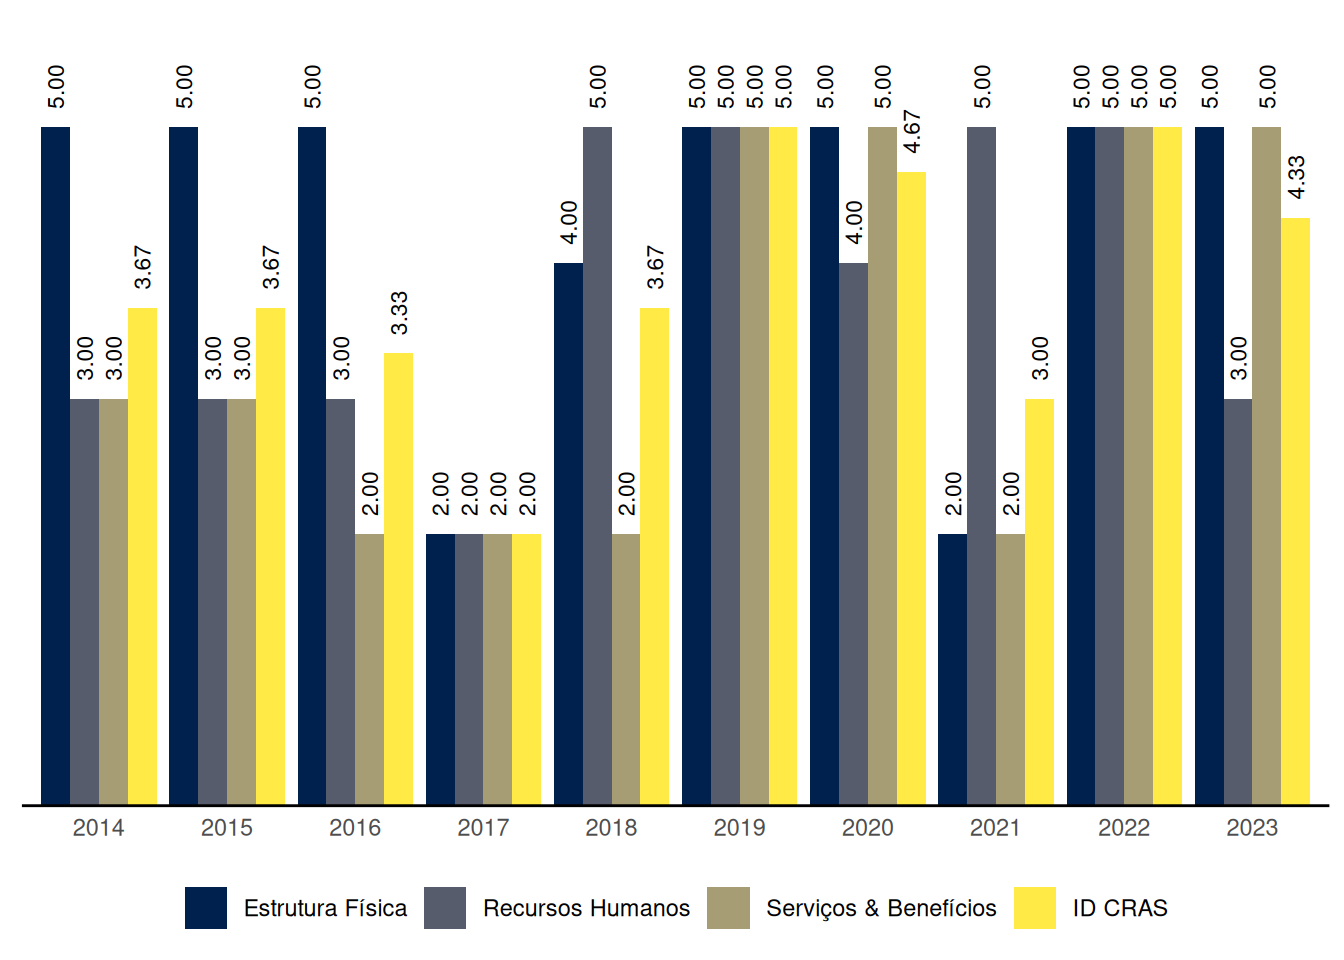 5.00 3.00 3.00 3.67 5.00 3.00 3.00 3.67 5.00 3.00 2.00 3.33 2.00 2.00 2.00 2.00 4.00 5.00 2.00 3.67 5.00 5.00 5.00 5.00 5.00 4.00 5.00 4.67 2.00 5.00 2.00 3.00 5.00 5.00 5.00 5.00 5.00 3.00 5.00 4.33
2014 2015 2016 2017 2018 2019 2020 2021 2022 2023
Estrutura Física Recursos Humanos Serviços & Benefícios ID CRAS